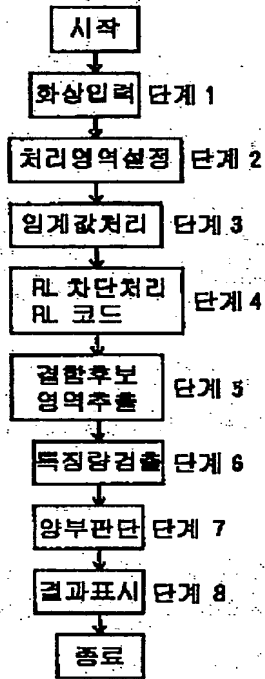 시작
화상입력 단계 1
처리영역설정 단계 2
임계값처리 단계 3
RL 차단처리
RL 코드
단계 4
결함후보
영역추출
단계 5
특징량검출 단계 6
양부판단 단계 7
결과표시 단계 8
종료